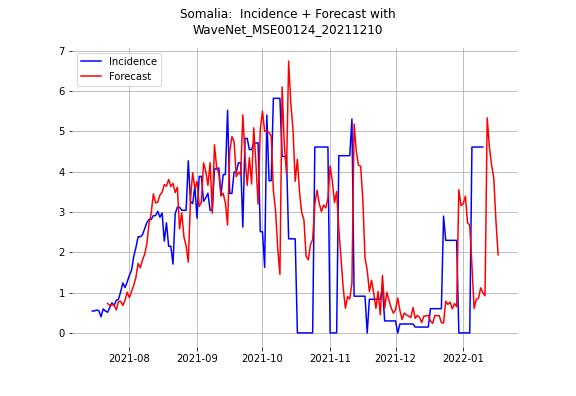 Somalia:  Incidence + Forecast with
WaveNet_MSE00124_20211210
Incidence
Forecast
7
6
5
4
3
2
1
0
2021-08 2021-09 2021-10 2021-11 2021-12 2022-01